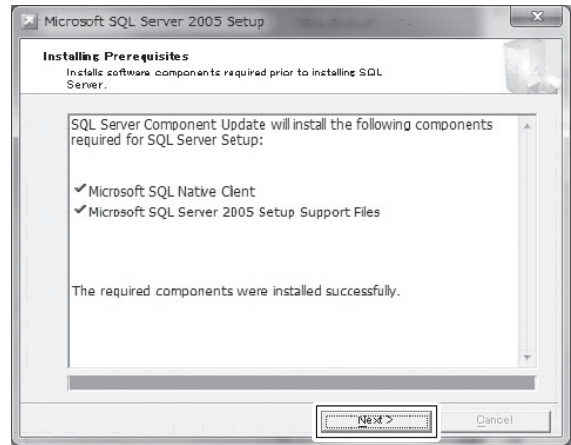 Microsoft SQL Server 2005 Setup
Installing Prerequisites
Installs software components required prior to installing SQL
Server.
SQL Server Component Update will install the following components
required for SQL Server Setup:
Microsoft SQL Native Client
Microsoft SQL Server 2005 Setup Support Files
The required components were installed successfully.
Next >
Cancel